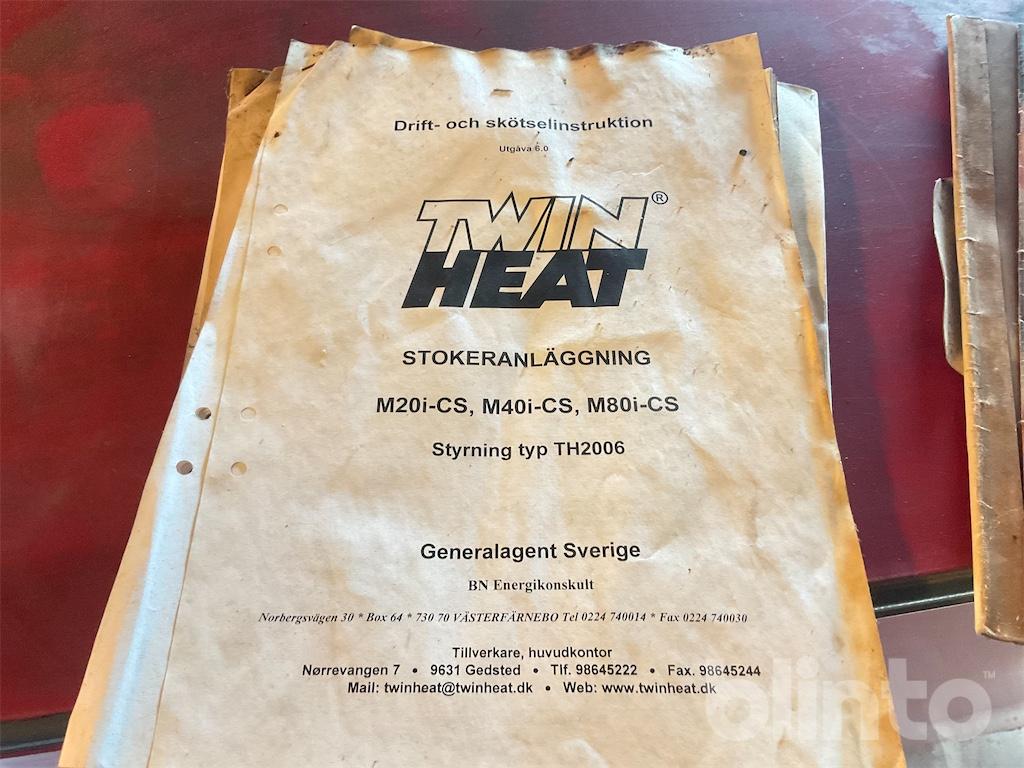 Drift- och skötselinstruktion
Utgåva 6.0
TWIN®
HEAT
STOKERANLÄGGNING
M20i-CS, M40i-CS, M80i-CS
Styrning typ TH2006
Generalagent Sverige
BN Energikonskult
Norbergsvägen 30 * Box 64 * 730 70 VÄSTERFÄRNEBO Tel 0224 740014 * Fax 0224 740030
Tillverkare, huvudkontor
Nørrevangen 7 • 9631 Gedsted • Tlf. 98645222 • Fax. 98645244
Mail: twinheat@twinheat.dk • Web: www.twinheat.dk
olinto™